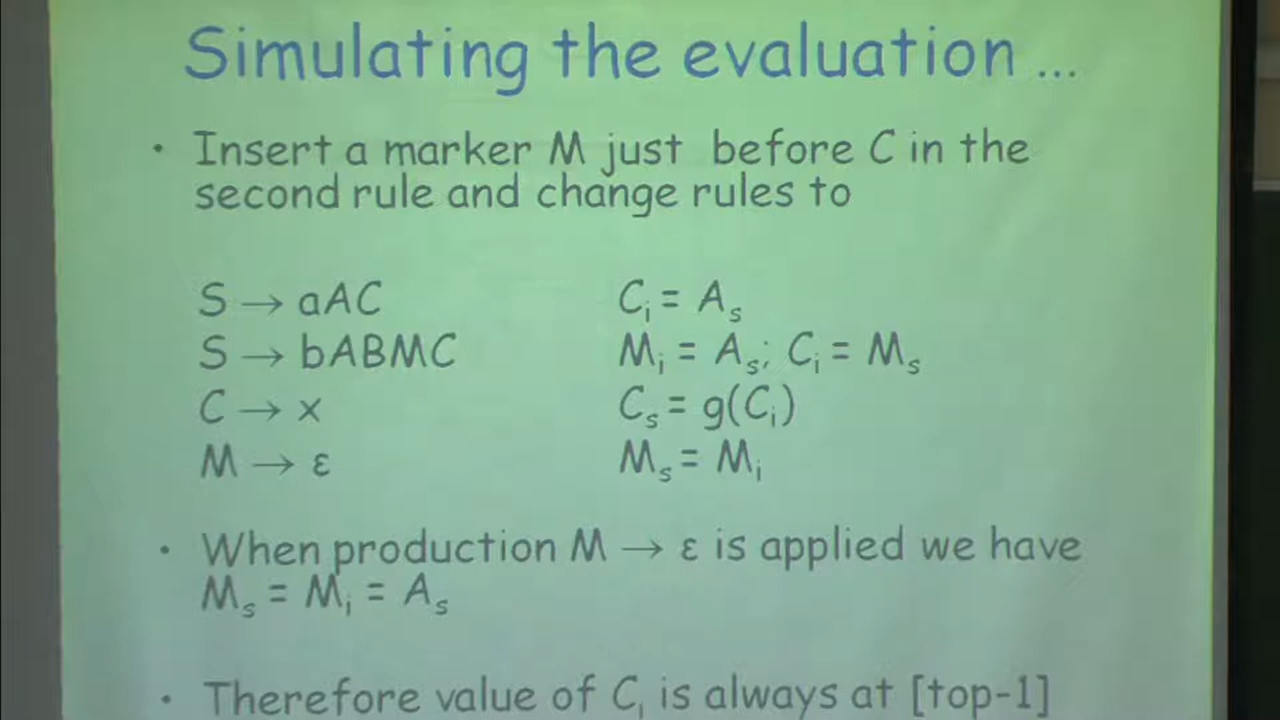 Simulating the evaluation ...
• Insert a marker M just before C in the
second rule and change rules to
S → aAC C_i = A_s
S → bABMC M_i = A_s; C_i = M_s
C → x C_s = g(C_i)
M → ε M_s = M_i
• When production M → ε is applied we have
M_s = M_i = A_s
• Therefore value of C_i is always at [top-1]